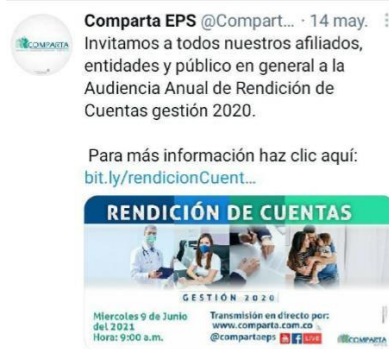 Comparta EPS @Compart... · 14 may.
COMPARTA
Invitamos a todos nuestros afiliados,
entidades y público en general a la
Audiencia Anual de Rendición de
Cuentas gestión 2020.
Para más información haz clic aquí:
bit.ly/rendicionCuent...
RENDICIÓN DE CUENTAS
GESTIÓN 2020
Miercoles 9 de Junio
del 2021
Hora: 9:00 a.m.
Transmisión en directo por:
www.comparta.com.co
@compartaeps LIVE
COMPARTA